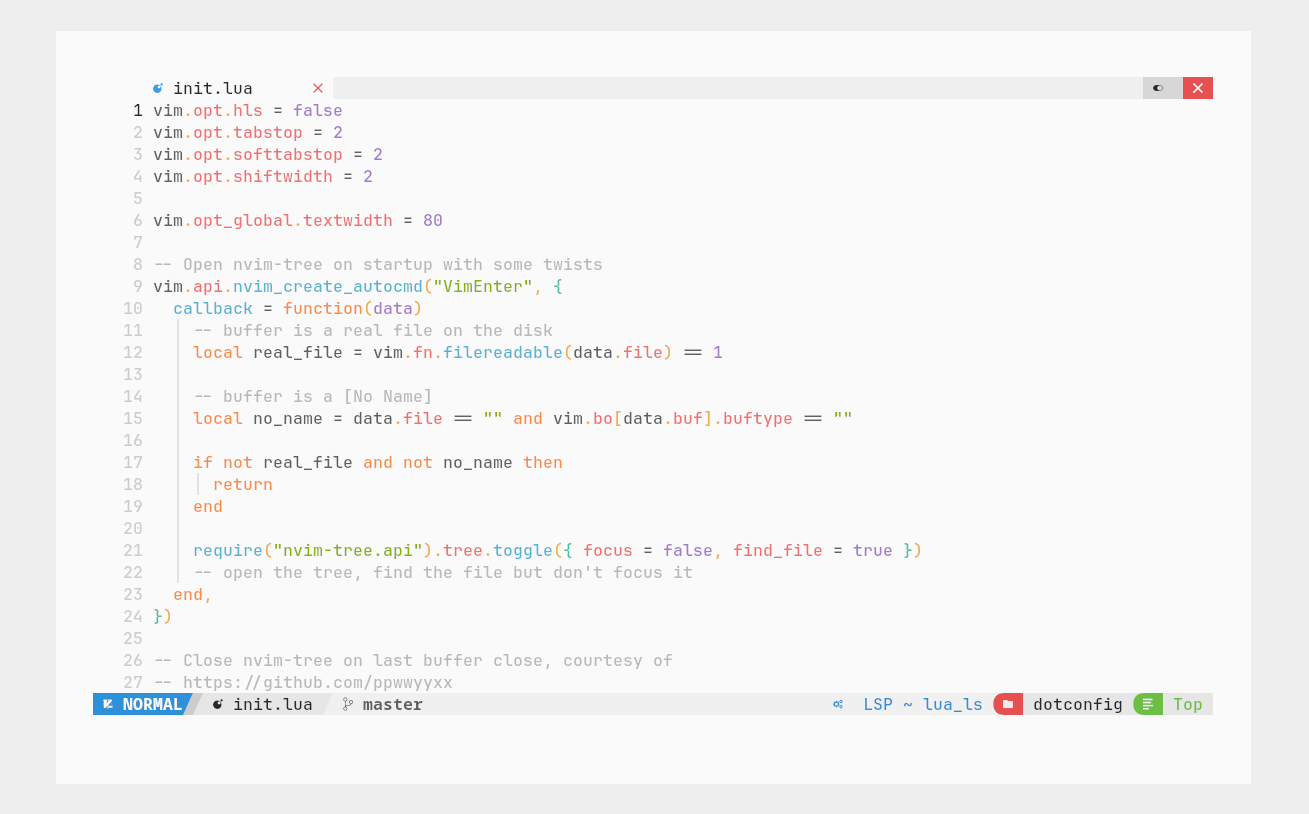 init.lua
1 vim.opt.hls = false
2 vim.opt.tabstop = 2
3 vim.opt.softtabstop = 2
4 vim.opt.shiftwidth = 2
5
6 vim.opt_global.textwidth = 80
7
8 -- Open nvim-tree on startup with some twists
9 vim.api.nvim_create_autocmd("VimEnter", {
10   callback = function(data)
11     -- buffer is a real file on the disk
12     local real_file = vim.fn.filereadable(data.file) == 1
13
14     -- buffer is a [No Name]
15     local no_name = data.file == "" and vim.bo[data.buf].buftype == ""
16
17     if not real_file and not no_name then
18       return
19     end
20
21     require("nvim-tree.api").tree.toggle({ focus = false, find_file = true })
22     -- open the tree, find the file but don't focus it
23   end,
24 })
25
26 -- Close nvim-tree on last buffer close, courtesy of
27 -- https://github.com/ppwwyyxx
NORMAL init.lua master LSP ~ lua_ls dotconfig Top